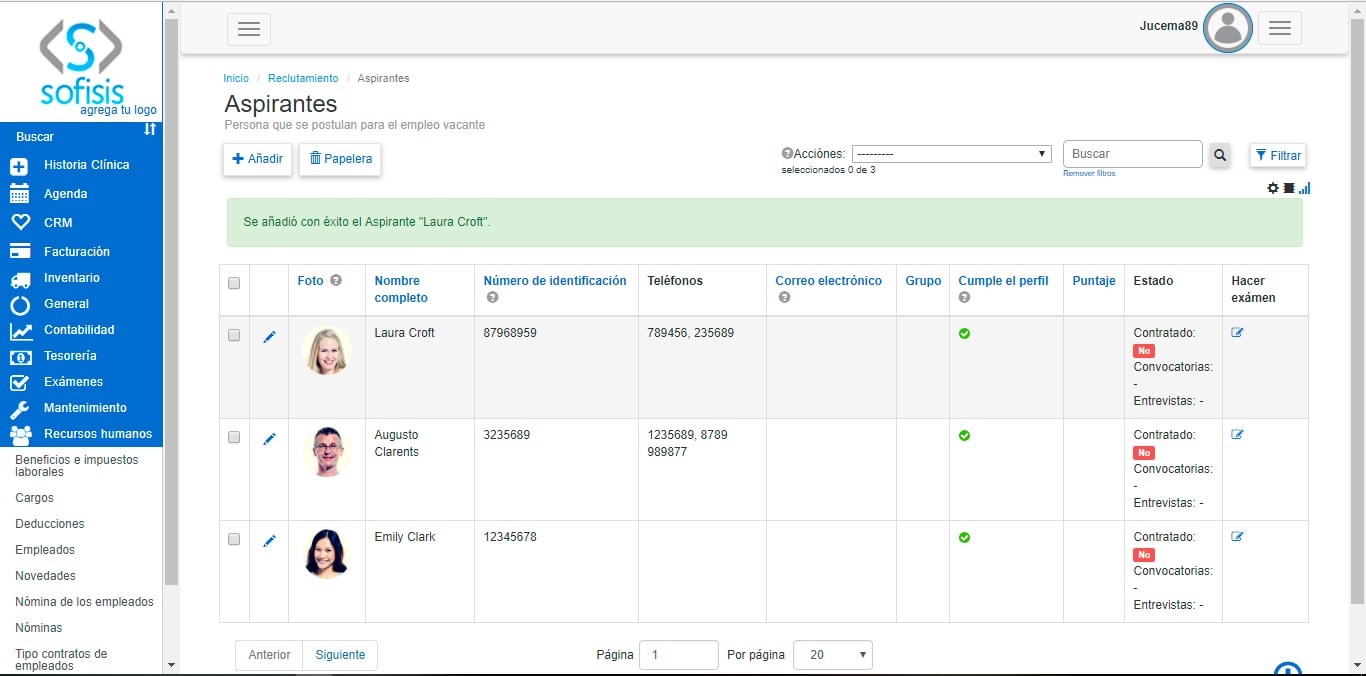 sofisis
agrega tu logo
Buscar
Historia Clínica
Agenda
CRM
Facturación
Inventario
General
Contabilidad
Tesorería
Exámenes
Mantenimiento
Recursos humanos
Beneficios e impuestos
laborales
Cargos
Deducciones
Empleados
Novedades
Nómina de los empleados
Nóminas
Tipo contratos de
empleados
Jucema89
Inicio / Reclutamiento / Aspirantes
Aspirantes
Persona que se postulan para el empleo vacante
Añadir
Papelera
Acciónes: ---------
seleccionados 0 de 3
Buscar
Remover filtros
Filtrar
Se añadió con éxito el Aspirante "Laura Croft".
Foto
Nombre
completo
Número de identificación
Teléfonos
Correo electrónico
Grupo
Cumple el perfil
Puntaje
Estado
Hacer
exámen
Laura Croft
87968959
789456, 235689
Contratado:
No
Convocatorias:
-
Entrevistas: -
Augusto
Clarents
3235689
1235689, 8789
989877
Contratado:
No
Convocatorias:
-
Entrevistas: -
Emily Clark
12345678
Contratado:
No
Convocatorias:
-
Entrevistas: -
Anterior
Siguiente
Página 1
Por página 20